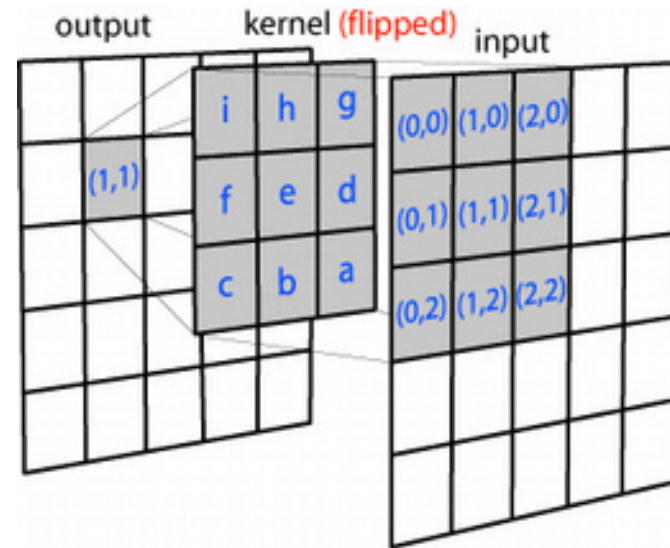 output
kernel (flipped)
input
i h g
f e d
c b a
(1,1)
(0,0) (1,0) (2,0)
(0,1) (1,1) (2,1)
(0,2) (1,2) (2,2)